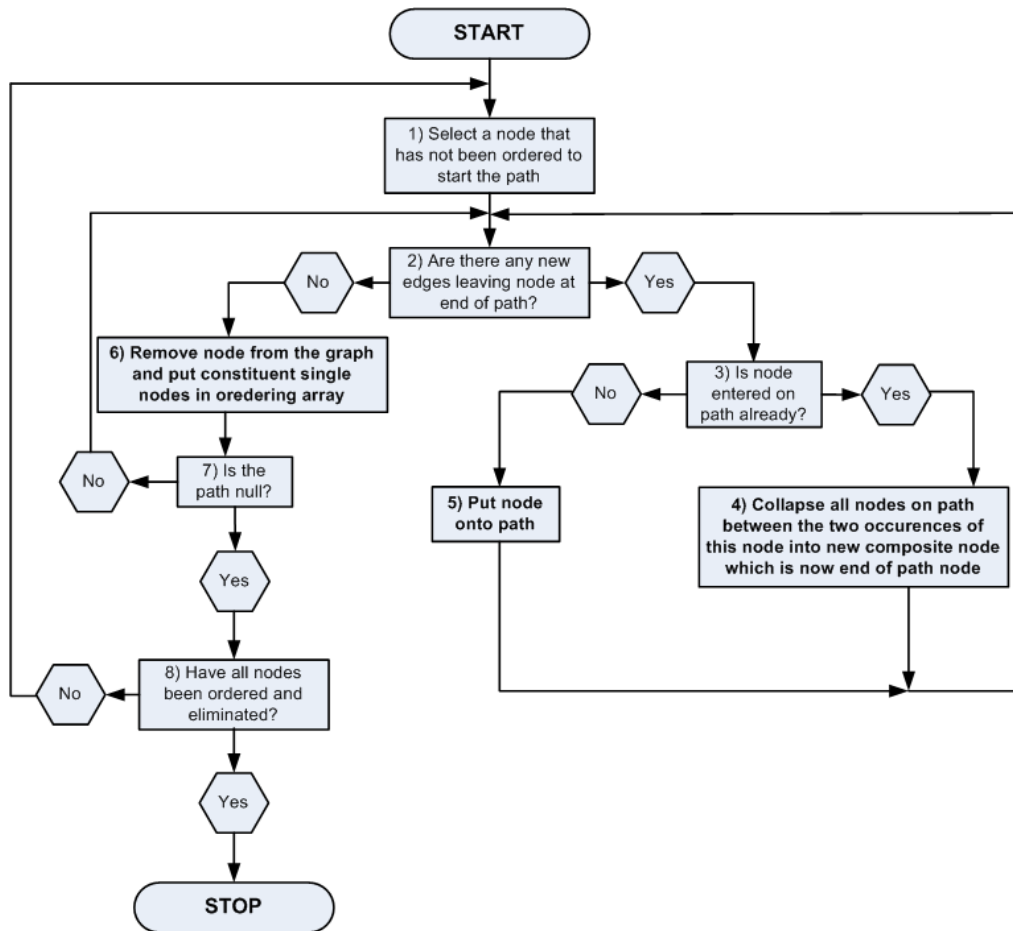 START
1) Select a node that
has not been ordered to
start the path
2) Are there any new
edges leaving node at
end of path?
No
Yes
6) Remove node from the graph
and put constituent single
nodes in oredering array
3) Is node
entered on
path already?
No
Yes
7) Is the
path null?
No
5) Put node
onto path
4) Collapse all nodes on path
between the two occurences of
this node into new composite node
which is now end of path node
Yes
8) Have all nodes
been ordered and
eliminated?
No
Yes
STOP